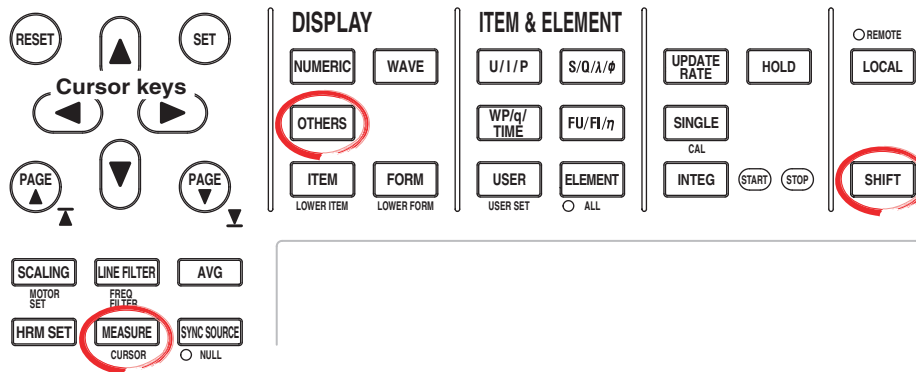 DISPLAY
ITEM & ELEMENT
RESET
SET
REMOTE
NUMERIC
WAVE
U/I/P
S/Q/λ/ϕ
UPDATE
RATE
HOLD
LOCAL
Cursor keys
OTHERS
WP/q/
TIME
FU/FI/η
SINGLE
CAL
PAGE
PAGE
ITEM
FORM
USER
ELEMENT
INTEG
START
STOP
SHIFT
LOWER ITEM
LOWER FORM
USER SET
ALL
SCALING
LINE FILTER
AVG
MOTOR
SET
FREQ
FILTER
HRM SET
MEASURE
SYNC SOURCE
CURSOR
NULL